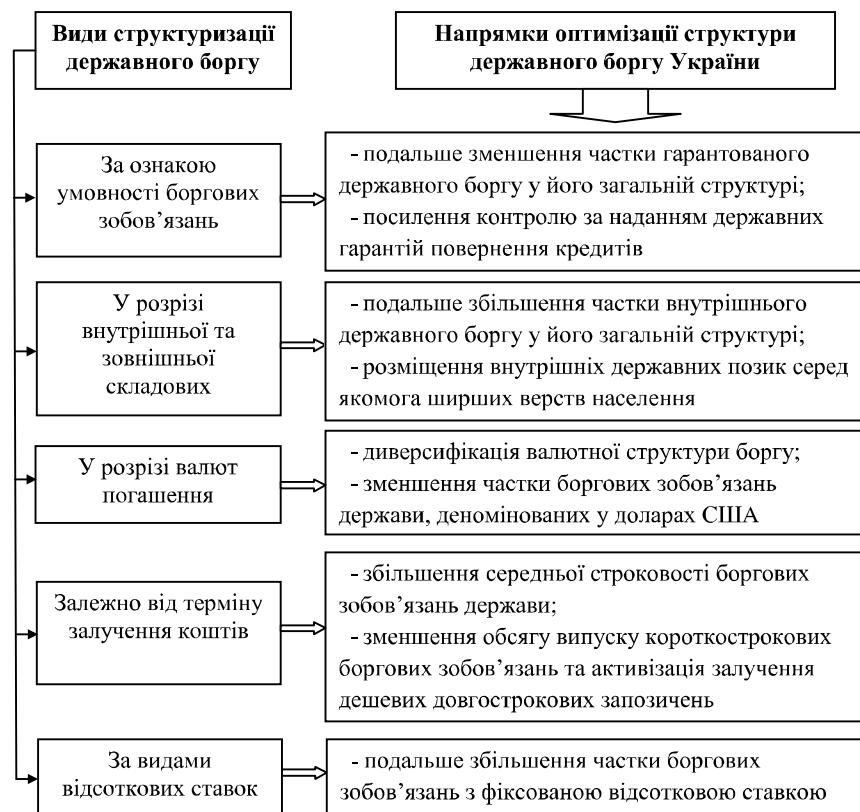 Види структуризації
державного боргу
Напрямки оптимізації структури
державного боргу України
За ознакою
умовності боргових
зобов’язань
- подальше зменшення частки гарантованого
державного боргу у його загальній структурі;
- посилення контролю за наданням державних
гарантій повернення кредитів
У розрізі
внутрішньої та
зовнішньої
складових
- подальше збільшення частки внутрішнього
державного боргу у його загальній структурі;
- розміщення внутрішніх державних позик серед
якомога ширших верств населення
У розрізі валют
погашення
- диверсифікація валютної структури боргу;
- зменшення частки боргових зобов’язань
держави, деномінованих у доларах США
Залежно від терміну
залучення коштів
- збільшення середньої строковості боргових
зобов’язань держави;
- зменшення обсягу випуску короткострокових
боргових зобов’язань та активізація залучення
дешевих довгострокових запозичень
За видами
відсоткових ставок
- подальше збільшення частки боргових
зобов’язань з фіксованою відсотковою ставкою